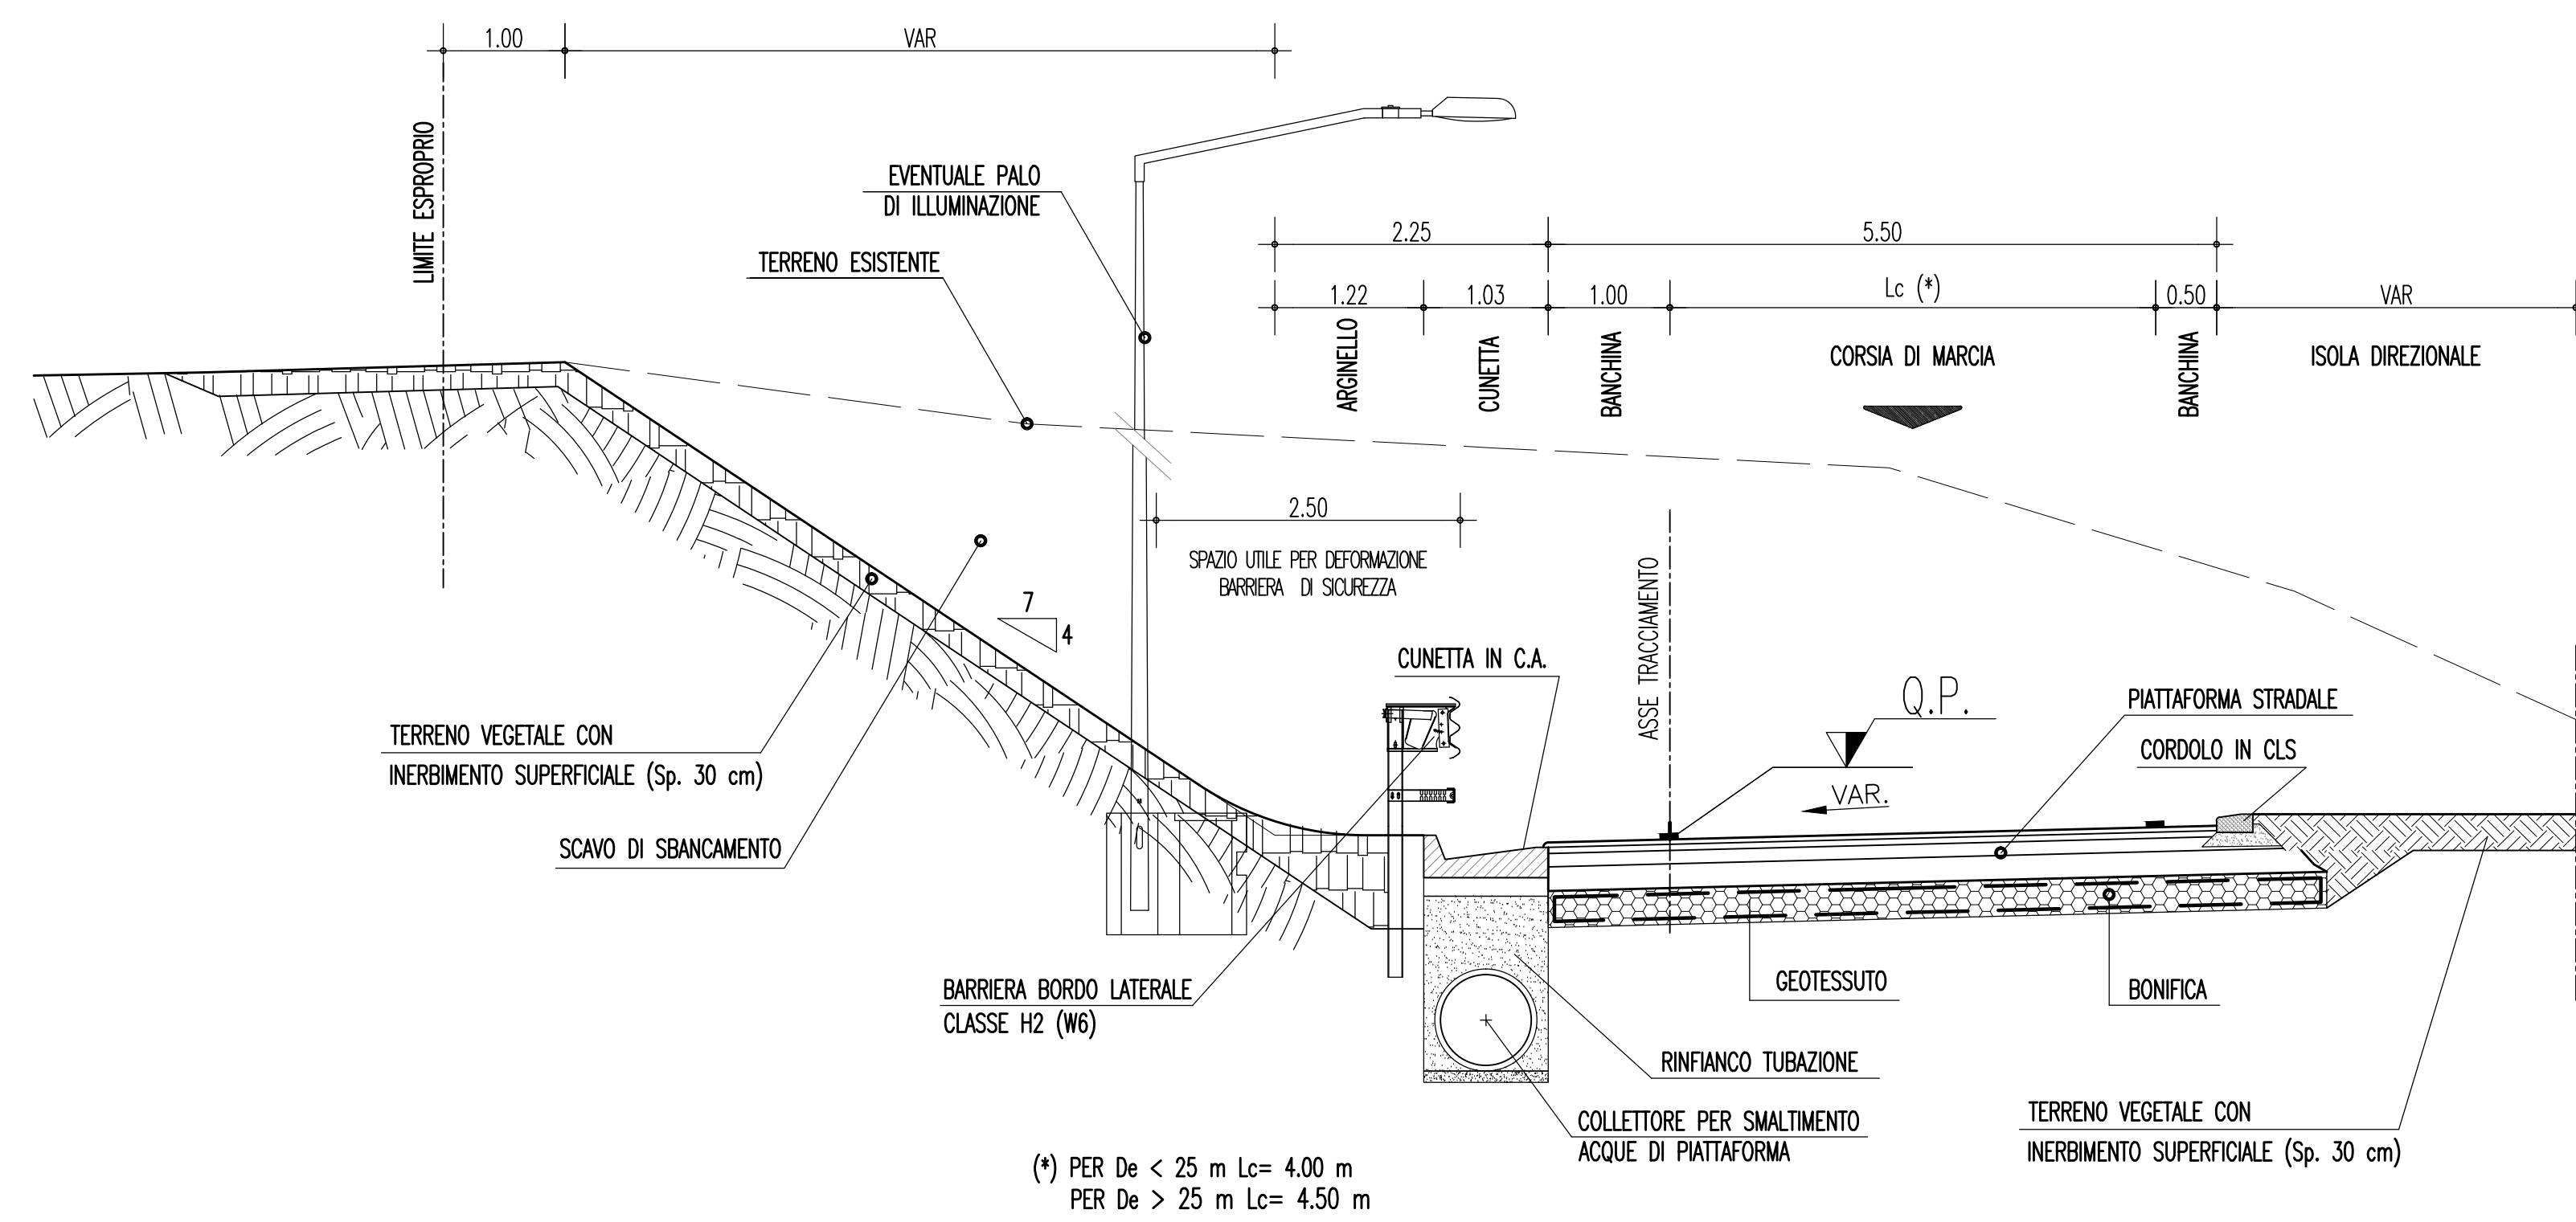 1.00
VAR
LIMITE ESPROPRIO
EVENTUALE PALO
DI ILLUMINAZIONE
TERRENO ESISTENTE
2.25
5.50
1.22
1.03
1.00
Lc (*)
0.50
VAR
ARGINELLO
CUNETTA
BANCHINA
CORSIA DI MARCIA
BANCHINA
ISOLA DIREZIONALE
2.50
SPAZIO UTILE PER DEFORMAZIONE
BARRIERA DI SICUREZZA
ASSE TRACCIAMENTO
7
4
CUNETTA IN C.A.
Q.P.
VAR.
PIATTAFORMA STRADALE
CORDOLO IN CLS
TERRENO VEGETALE CON
INERBIMENTO SUPERFICIALE (Sp. 30 cm)
SCAVO DI SBANCAMENTO
BARRIERA BORDO LATERALE
CLASSE H2 (W6)
GEOTESSUTO
BONIFICA
RINFIANCO TUBAZIONE
COLLETTORE PER SMALTIMENTO
ACQUE DI PIATTAFORMA
TERRENO VEGETALE CON
INERBIMENTO SUPERFICIALE (Sp. 30 cm)
(*) PER De < 25 m Lc= 4.00 m
PER De > 25 m Lc= 4.50 m